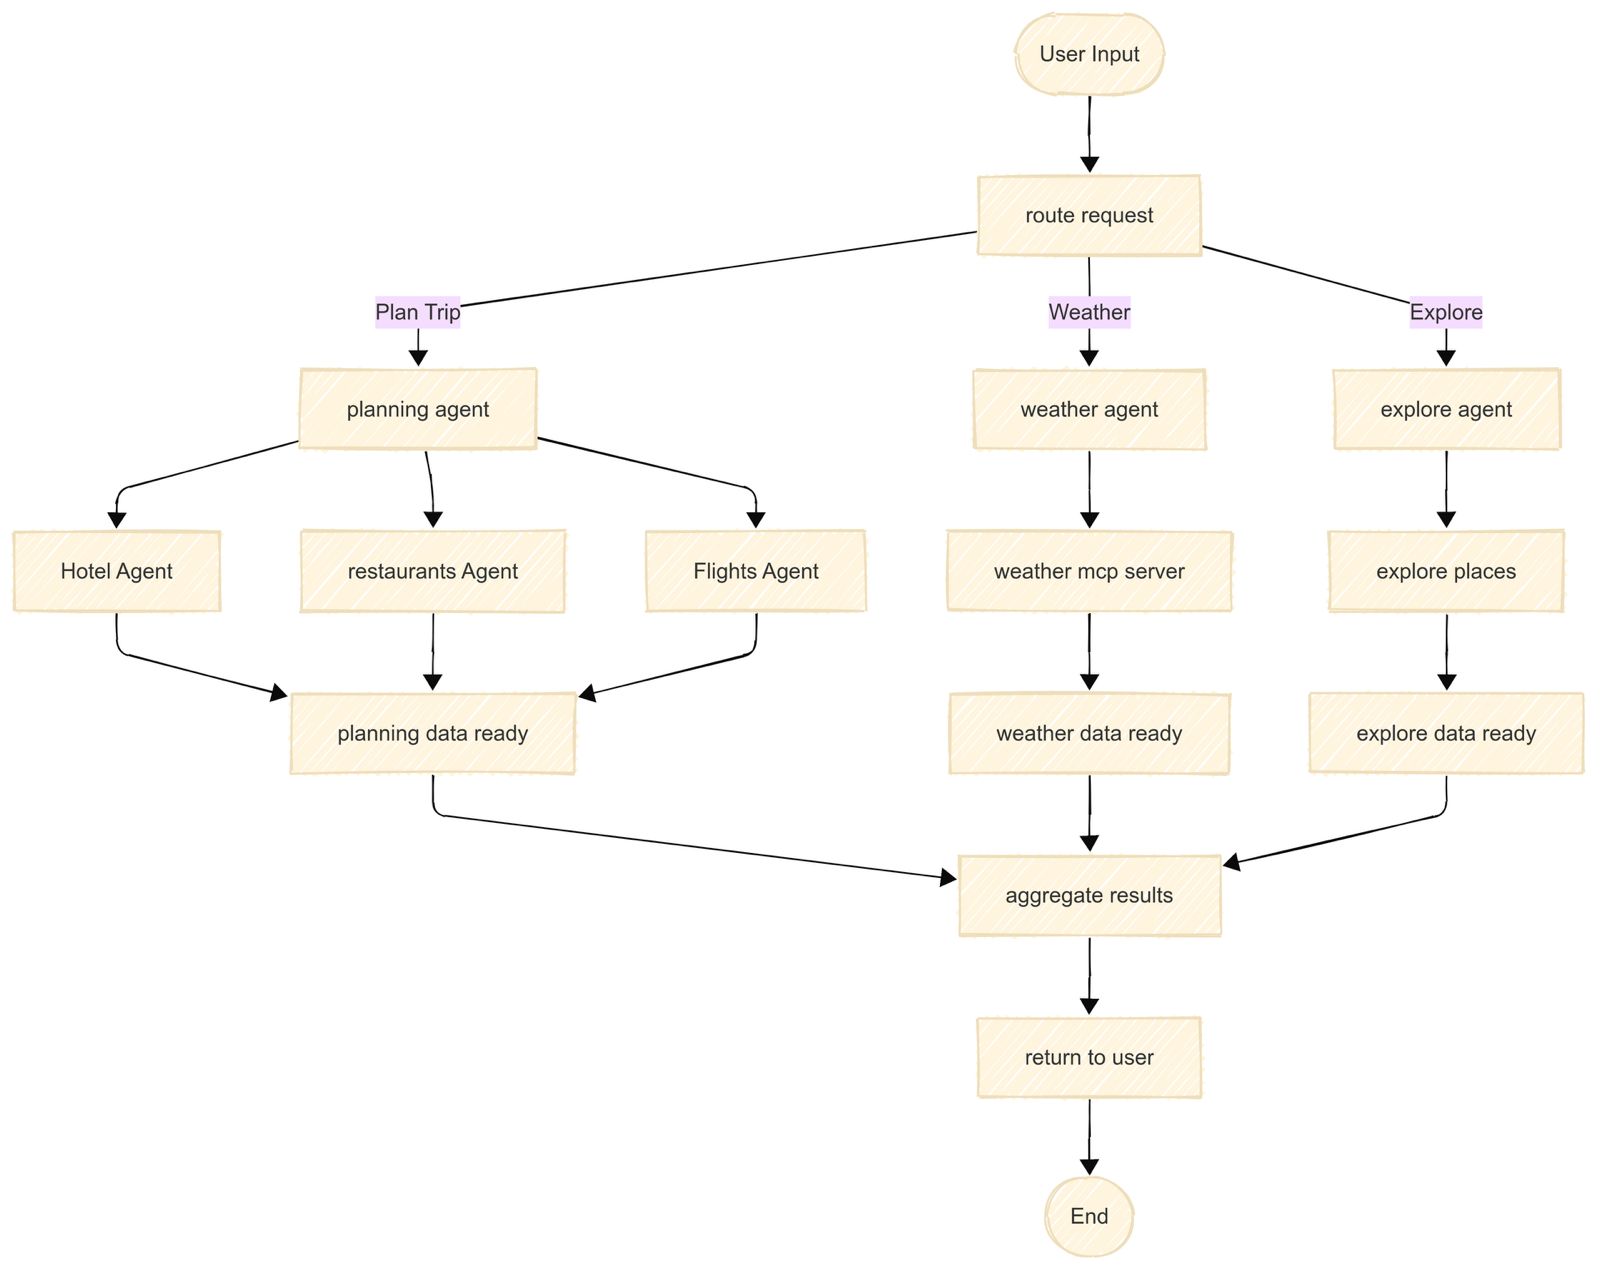 User Input
route request
Plan Trip
Weather
Explore
planning agent
weather agent
explore agent
Hotel Agent
restaurants Agent
Flights Agent
weather mcp server
explore places
planning data ready
weather data ready
explore data ready
aggregate results
return to user
End